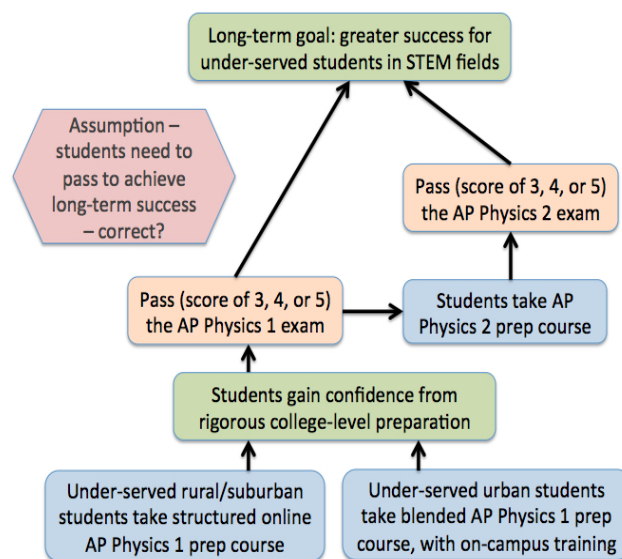 Long-term goal: greater success for
under-served students in STEM fields
Assumption –
students need to
pass to achieve
long-term success
– correct?
Pass (score of 3, 4, or 5)
the AP Physics 2 exam
Pass (score of 3, 4, or 5)
the AP Physics 1 exam
Students take AP
Physics 2 prep course
Students gain confidence from
rigorous college-level preparation
Under-served rural/suburban
students take structured online
AP Physics 1 prep course
Under-served urban students
take blended AP Physics 1 prep
course, with on-campus training